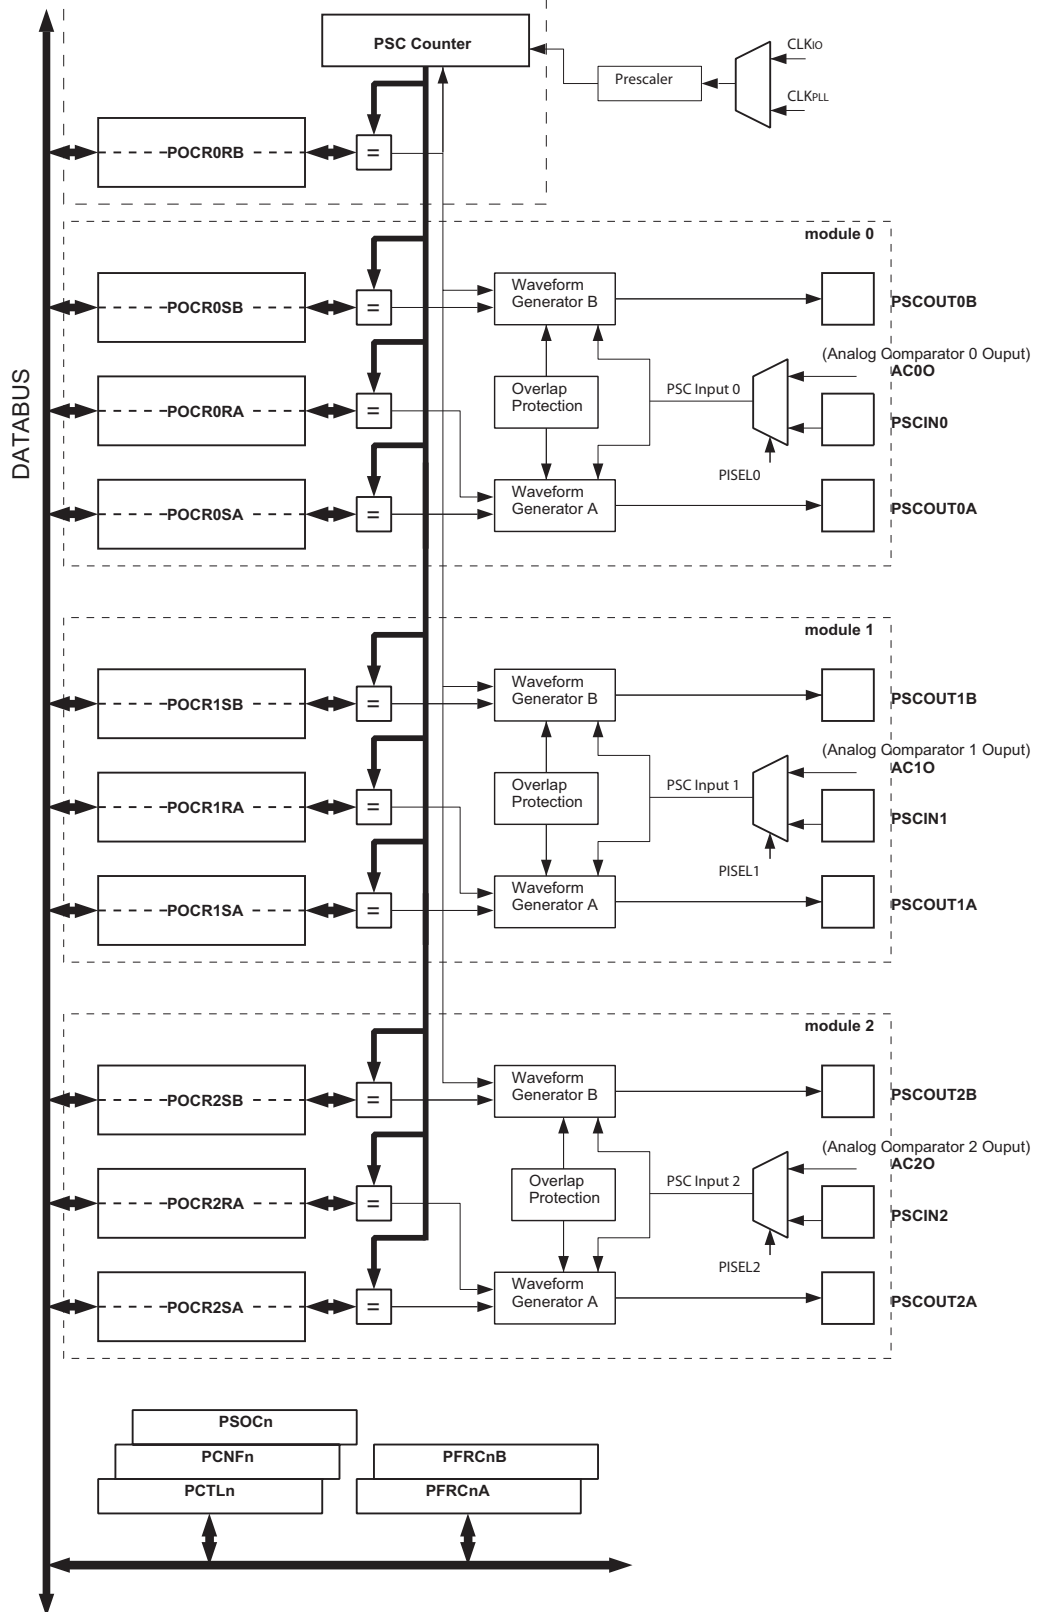 PSC Counter
CLKIO
Prescaler
CLKPLL
POCR0RB
=
module 0
POCR0SB
=
Waveform
Generator B
PSCOUT0B
(Analog Comparator 0 Ouput)
AC0O
POCR0RA
=
Overlap
Protection
PSC Input 0
PSCIN0
PISEL0
POCR0SA
=
Waveform
Generator A
PSCOUT0A
DATABUS
module 1
POCR1SB
=
Waveform
Generator B
PSCOUT1B
(Analog Comparator 1 Ouput)
AC1O
POCR1RA
=
Overlap
Protection
PSC Input 1
PSCIN1
PISEL1
POCR1SA
=
Waveform
Generator A
PSCOUT1A
module 2
POCR2SB
=
Waveform
Generator B
PSCOUT2B
(Analog Comparator 2 Ouput)
AC2O
POCR2RA
=
Overlap
Protection
PSC Input 2
PSCIN2
PISEL2
POCR2SA
=
Waveform
Generator A
PSCOUT2A
PSOCn
PCNFn
PCTLn
PFRCnB
PFRCnA